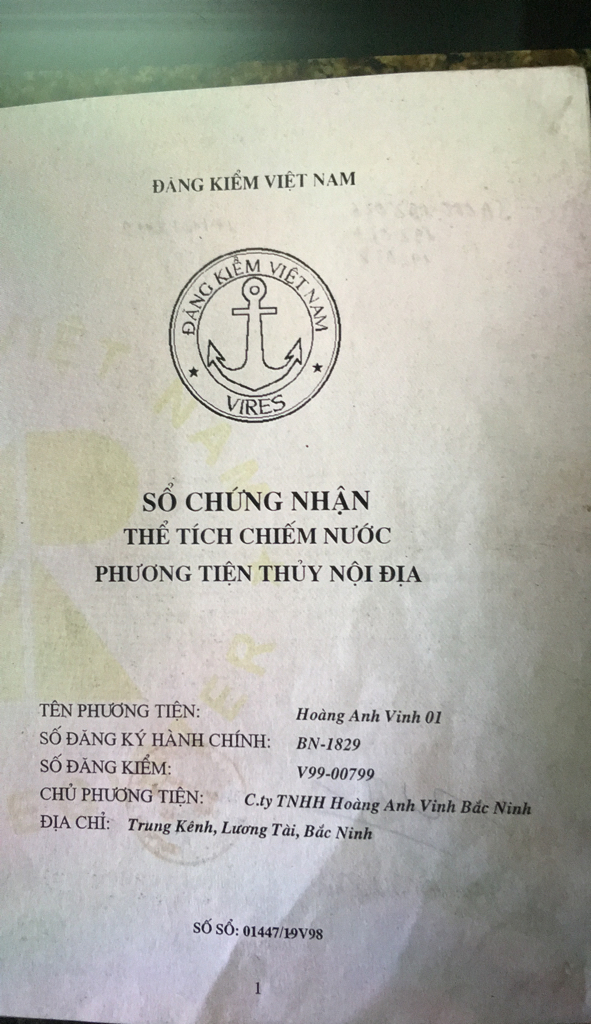 ĐĂNG KIỂM VIỆT NAM
ĐĂNG KIỂM VIỆT NAM
VIRES
SỔ CHỨNG NHẬN
THỂ TÍCH CHIẾM NƯỚC
PHƯƠNG TIỆN THỦY NỘI ĐỊA
TÊN PHƯƠNG TIỆN: Hoàng Anh Vinh 01
SỐ ĐĂNG KÝ HÀNH CHÍNH: BN-1829
SỐ ĐĂNG KIỂM: V99-00799
CHỦ PHƯƠNG TIỆN: C.ty TNHH Hoàng Anh Vinh Bắc Ninh
ĐỊA CHỈ: Trung Kênh, Lương Tài, Bắc Ninh
SỐ SỔ: 01447/19V98
1